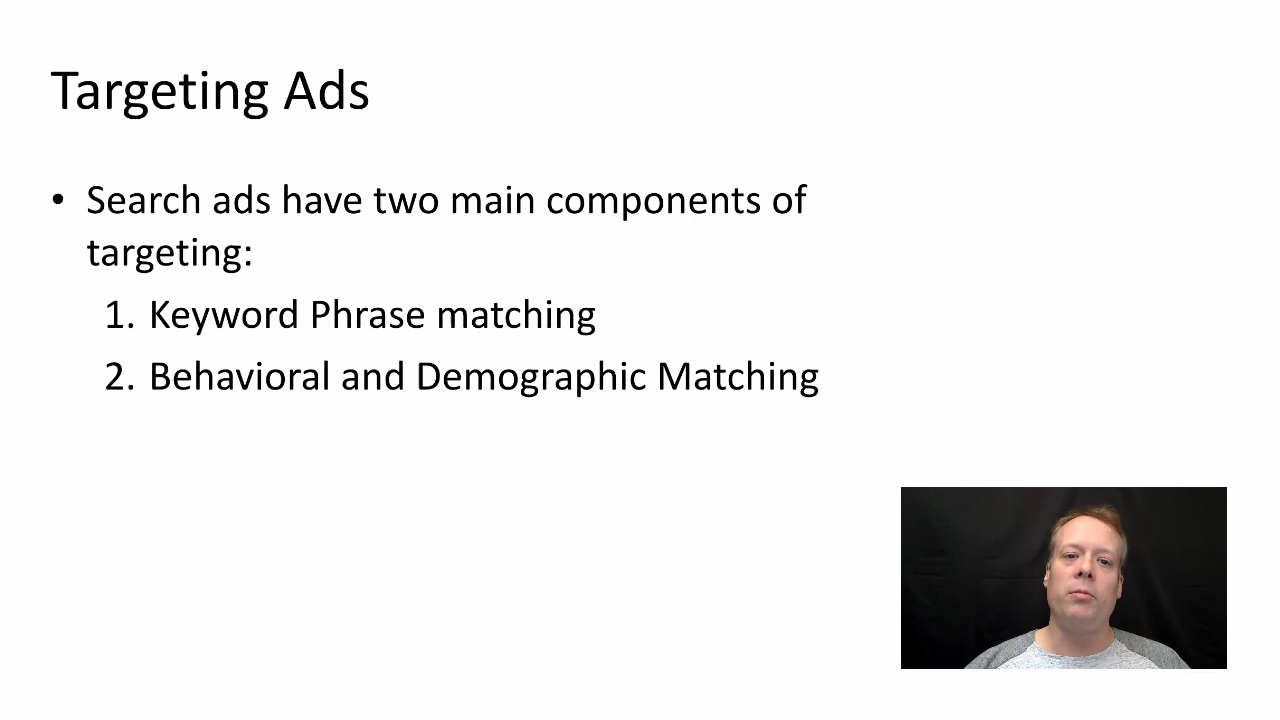 Targeting Ads
• Search ads have two main components of
targeting:
1. Keyword Phrase matching
2. Behavioral and Demographic Matching